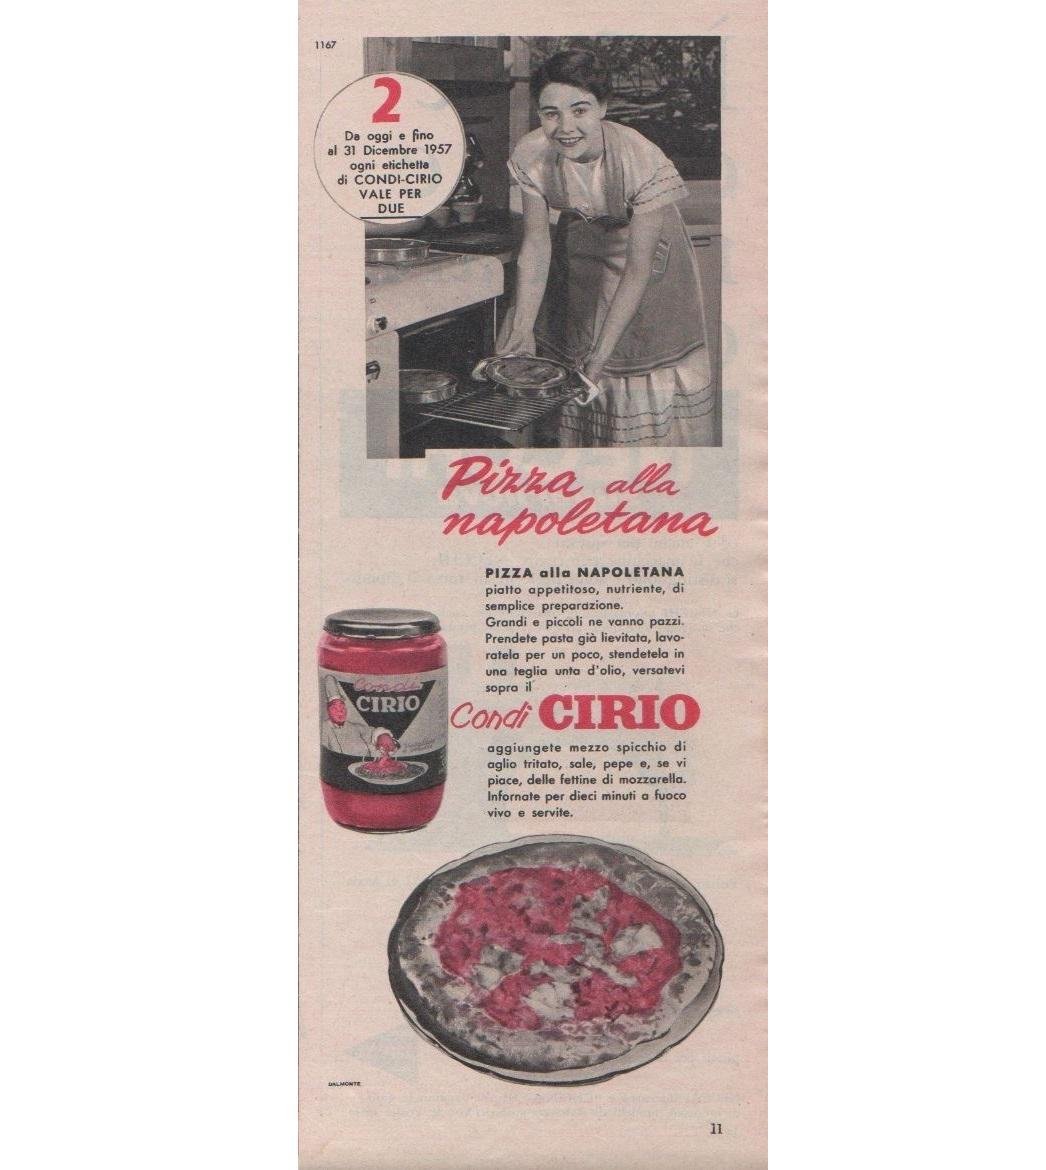 1167
2
Da oggi e fino
al 31 Dicembre 1957
ogni etichetta
di CONDI-CIRIO
VALE PER
DUE
Pizza alla
napoletana
PIZZA alla NAPOLETANA
piatto appetitoso, nutriente, di
semplice preparazione.
Grandi e piccoli ne vanno pazzi.
Prendete pasta già lievitata, lavo-
ratela per un poco, stendetela in
una teglia unta d'olio, versatevi
sopra il
Condi CIRIO
Condi
CIRIO
aggiungete mezzo spicchio di
aglio tritato, sale, pepe e, se vi
piace, delle fettine di mozzarella.
Infornate per dieci minuti a fuoco
vivo e servite.
DALMONTE
11